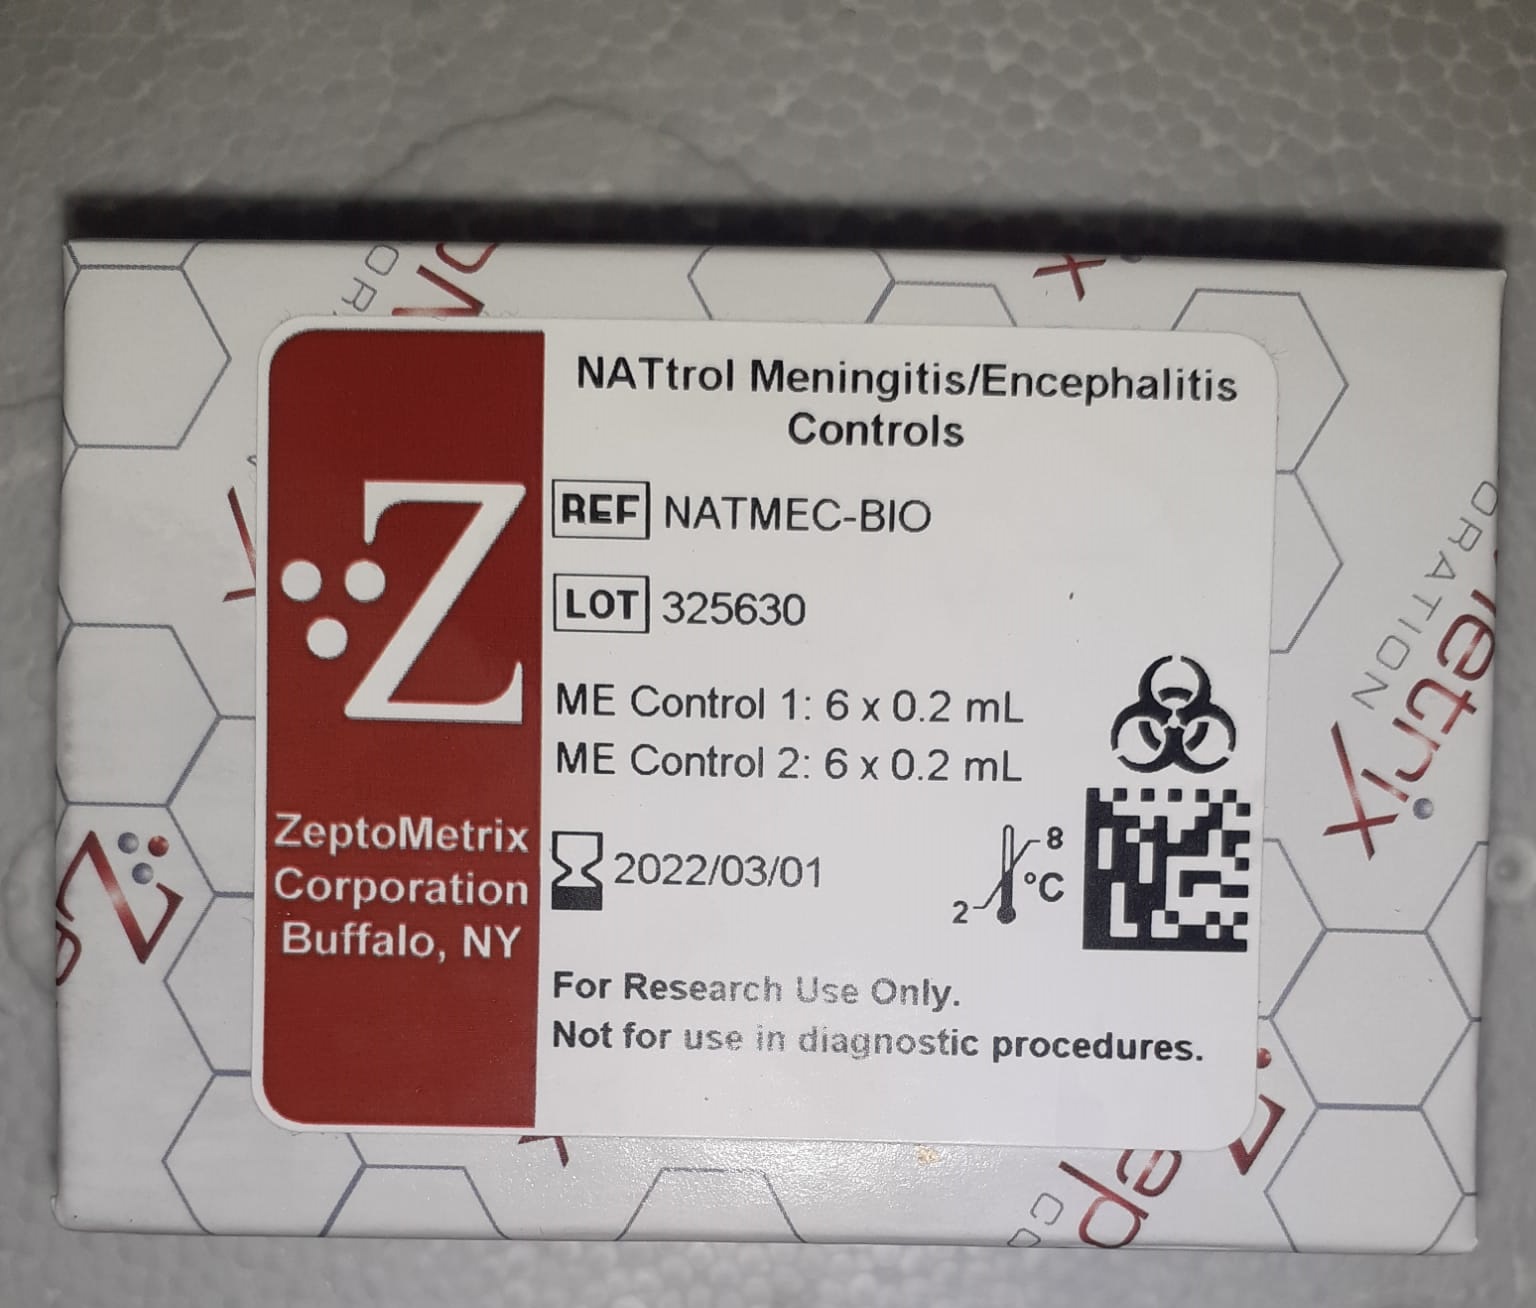 NATtrol Meningitis/Encephalitis
Controls
REF NATMEC-BIO
LOT 325630
ME Control 1: 6 x 0.2 mL
ME Control 2: 6 x 0.2 mL
2022/03/01
8
°C
2
For Research Use Only.
Not for use in diagnostic procedures.
Z
ZeptoMetrix
Corporation
Buffalo, NY
etrix
ORATION